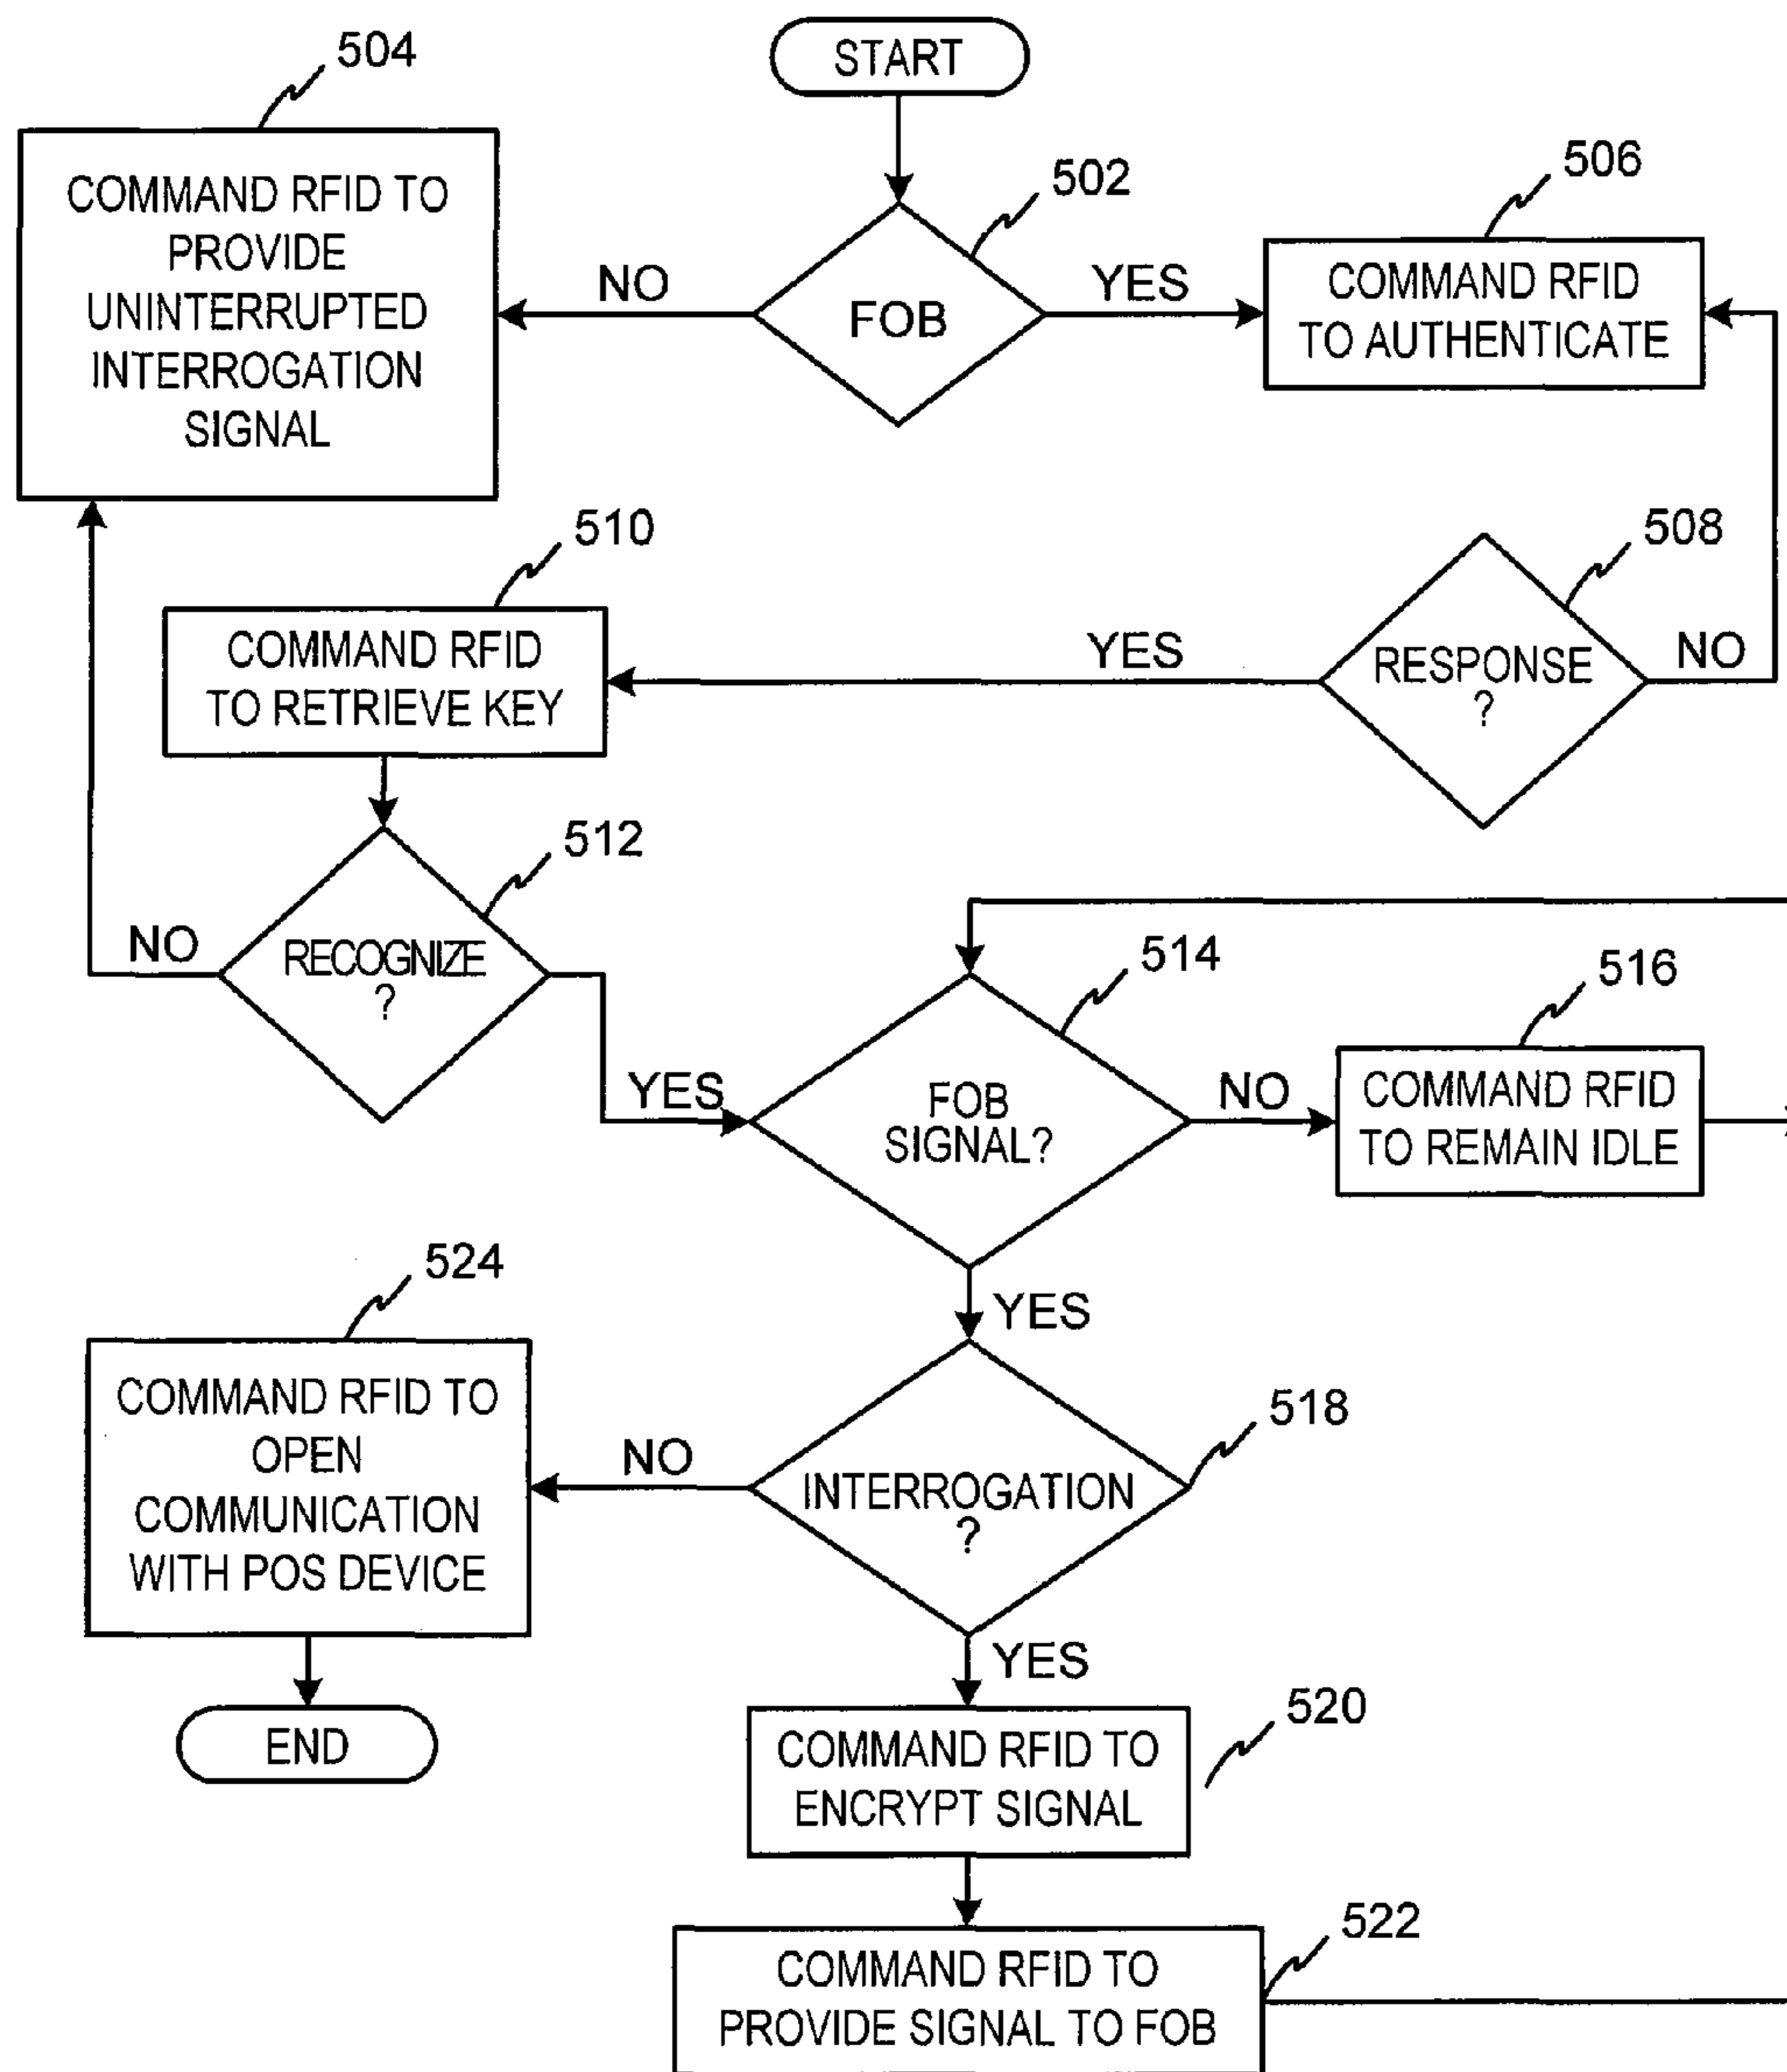 START
504
COMMAND RFID TO
PROVIDE
UNINTERRUPTED
INTERROGATION
SIGNAL
502
FOB
NO
YES
506
COMMAND RFID
TO AUTHENTICATE
508
RESPONSE
?
NO
YES
510
COMMAND RFID
TO RETRIEVE KEY
512
RECOGNIZE
?
NO
YES
514
FOB
SIGNAL?
NO
516
COMMAND RFID
TO REMAIN IDLE
YES
518
INTERROGATION
?
NO
524
COMMAND RFID TO
OPEN
COMMUNICATION
WITH POS DEVICE
END
YES
520
COMMAND RFID TO
ENCRYPT SIGNAL
522
COMMAND RFID TO
PROVIDE SIGNAL TO FOB